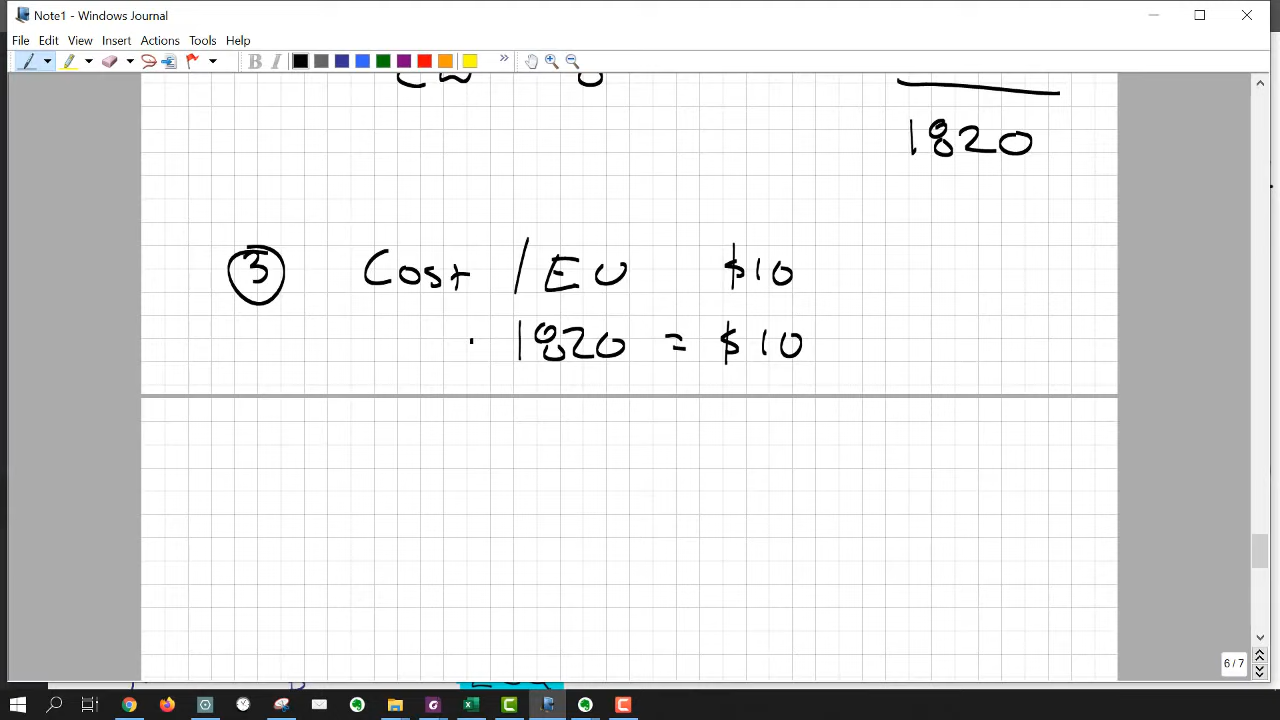 Note1 - Windows Journal
File Edit View Insert Actions Tools Help
B I
1820
3 Cost / EU $10
1820 = $10
6 / 7